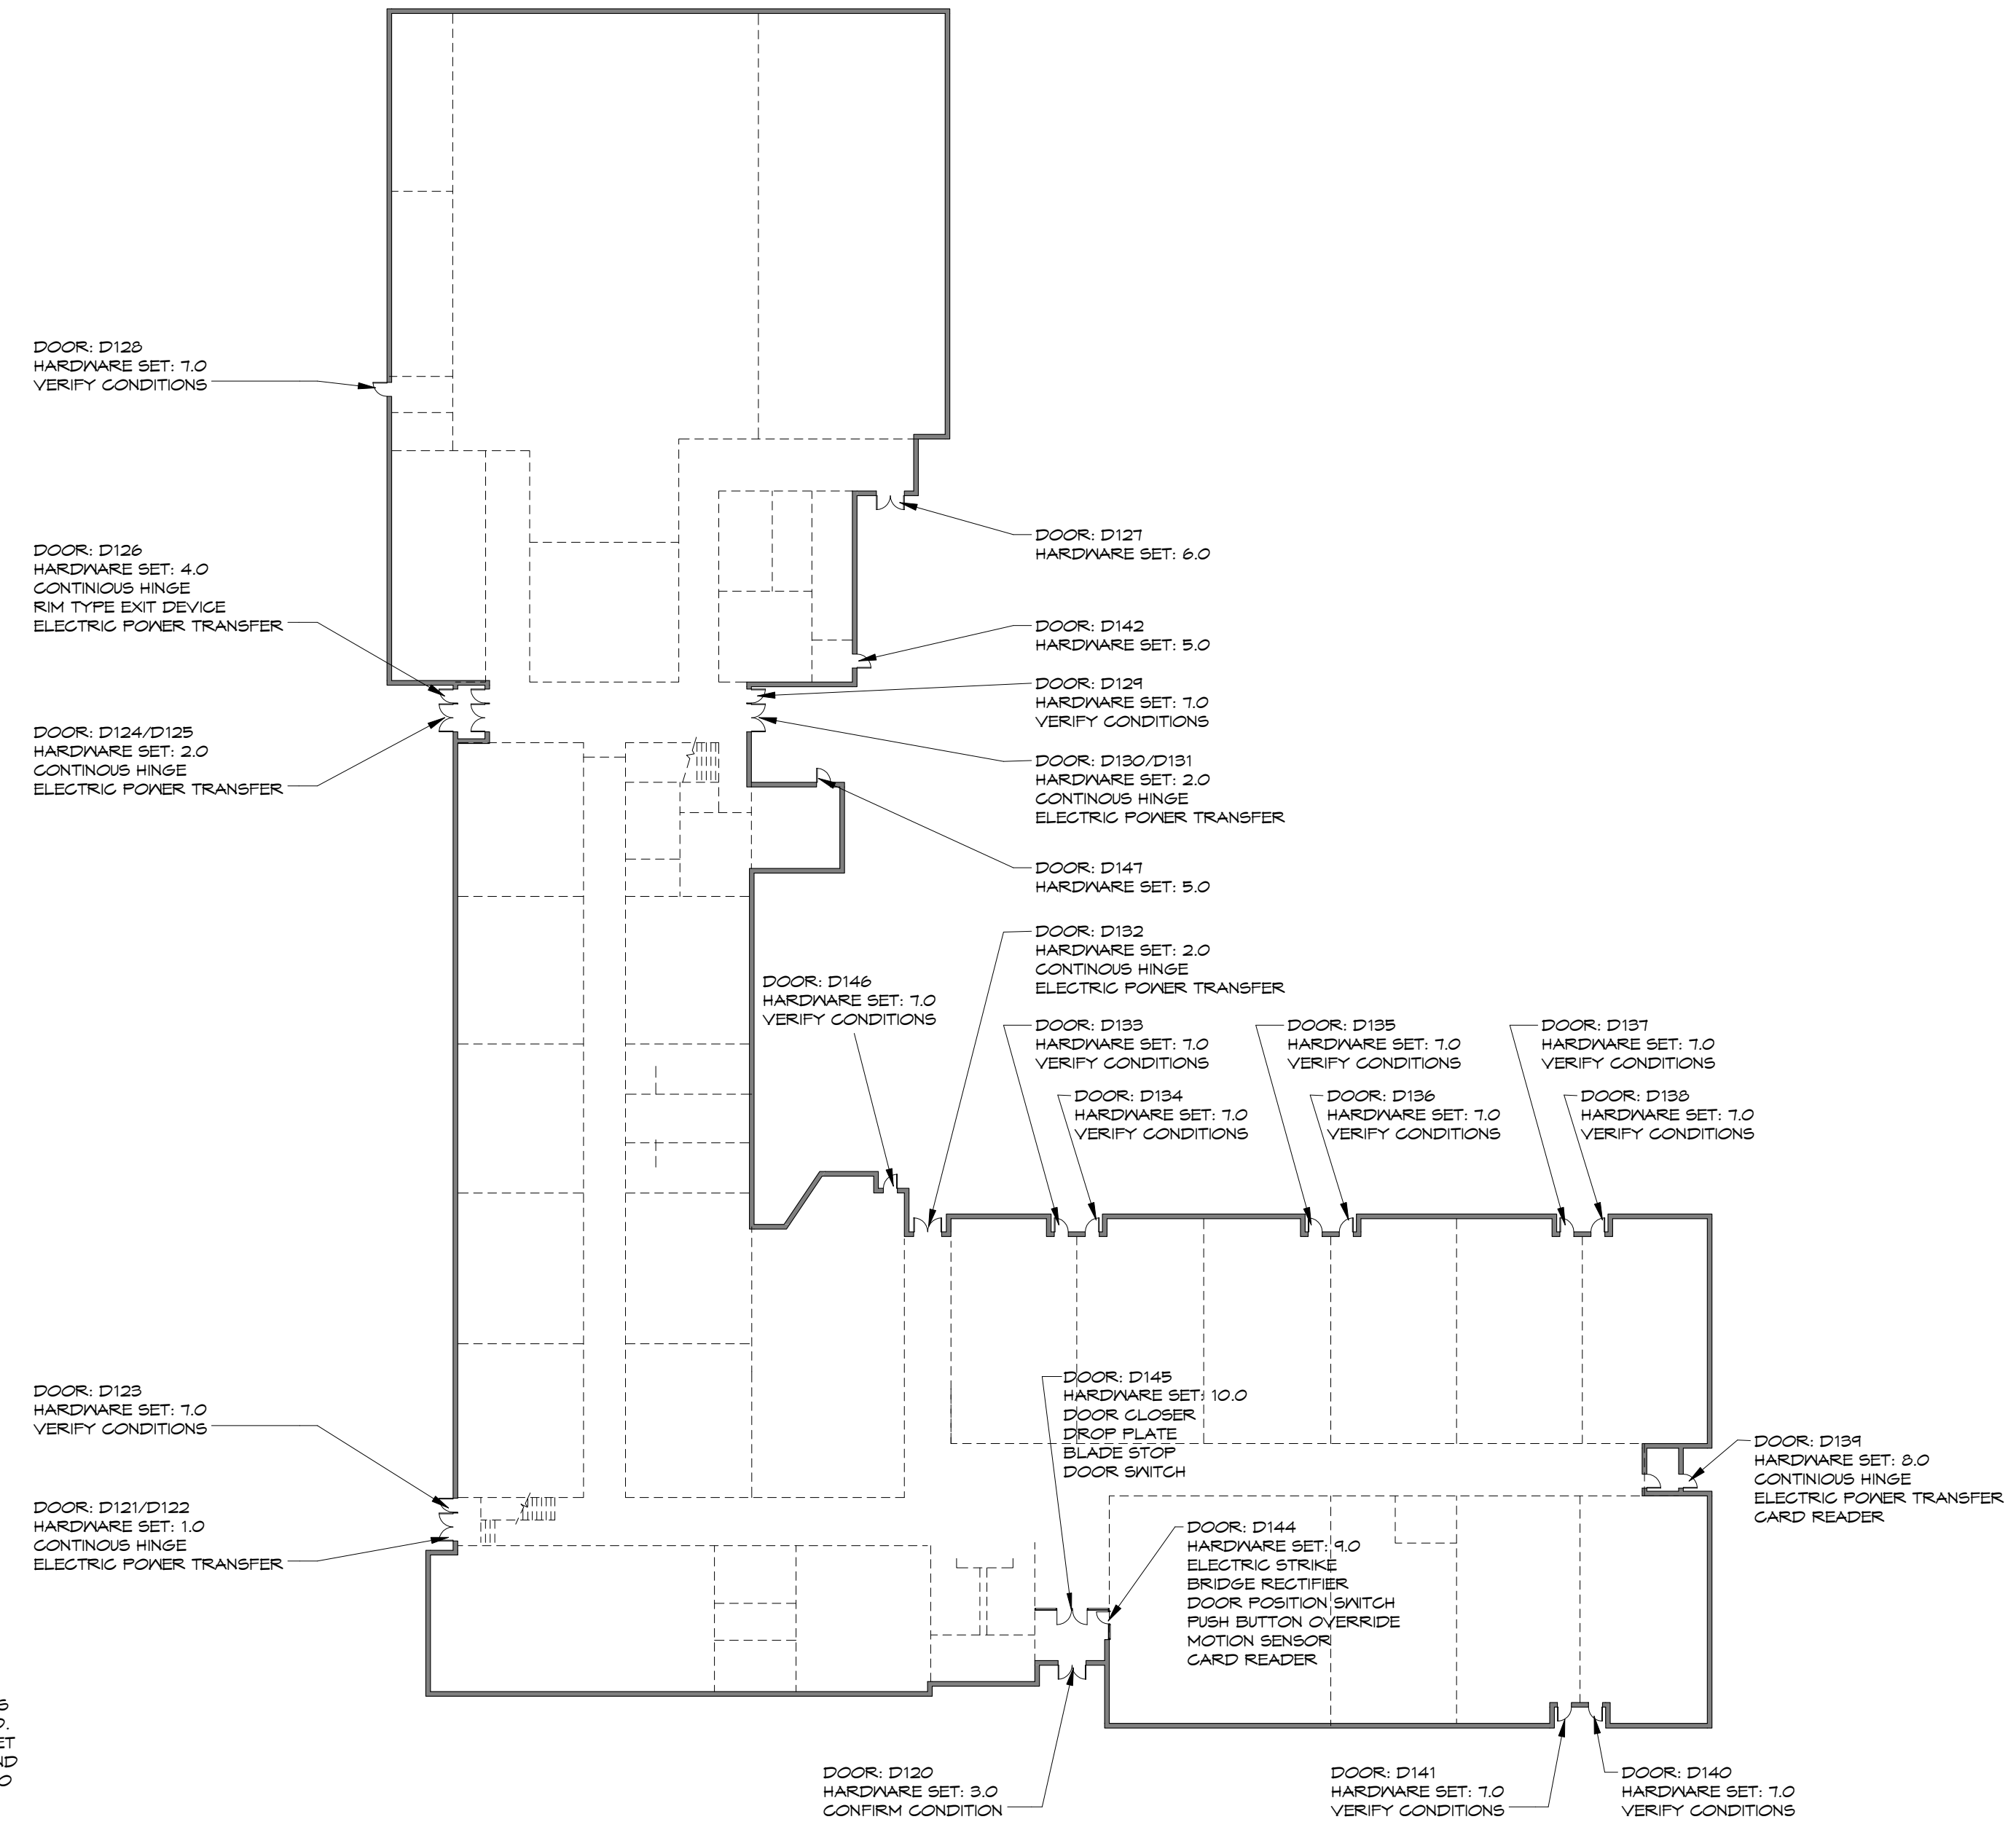 DOOR: D128
HARDWARE SET: 7.0
VERIFY CONDITIONS
DOOR: D126
HARDWARE SET: 4.0
CONTINIOUS HINGE
RIM TYPE EXIT DEVICE
ELECTRIC POWER TRANSFER
DOOR: D124/D125
HARDWARE SET: 2.0
CONTINOUS HINGE
ELECTRIC POWER TRANSFER
DOOR: D127
HARDWARE SET: 6.0
DOOR: D142
HARDWARE SET: 5.0
DOOR: D129
HARDWARE SET: 7.0
VERIFY CONDITIONS
DOOR: D130/D131
HARDWARE SET: 2.0
CONTINOUS HINGE
ELECTRIC POWER TRANSFER
DOOR: D147
HARDWARE SET: 5.0
DOOR: D132
HARDWARE SET: 2.0
CONTINOUS HINGE
ELECTRIC POWER TRANSFER
DOOR: D146
HARDWARE SET: 7.0
VERIFY CONDITIONS
DOOR: D133
HARDWARE SET: 7.0
VERIFY CONDITIONS
DOOR: D134
HARDWARE SET: 7.0
VERIFY CONDITIONS
DOOR: D135
HARDWARE SET: 7.0
VERIFY CONDITIONS
DOOR: D136
HARDWARE SET: 7.0
VERIFY CONDITIONS
DOOR: D137
HARDWARE SET: 7.0
VERIFY CONDITIONS
DOOR: D138
HARDWARE SET: 7.0
VERIFY CONDITIONS
DOOR: D123
HARDWARE SET: 7.0
VERIFY CONDITIONS
DOOR: D121/D122
HARDWARE SET: 1.0
CONTINOUS HINGE
ELECTRIC POWER TRANSFER
DOOR: D145
HARDWARE SET: 10.0
DOOR CLOSER
DROP PLATE
BLADE STOP
DOOR SWITCH
DOOR: D139
HARDWARE SET: 8.0
CONTINIOUS HINGE
ELECTRIC POWER TRANSFER
CARD READER
DOOR: D144
HARDWARE SET: 9.0
ELECTRIC STRIKE
BRIDGE RECTIFIER
DOOR POSITION SWITCH
PUSH BUTTON OVERRIDE
MOTION SENSOR
CARD READER
DOOR: D120
HARDWARE SET: 3.0
CONFIRM CONDITION
DOOR: D141
HARDWARE SET: 7.0
VERIFY CONDITIONS
DOOR: D140
HARDWARE SET: 7.0
VERIFY CONDITIONS